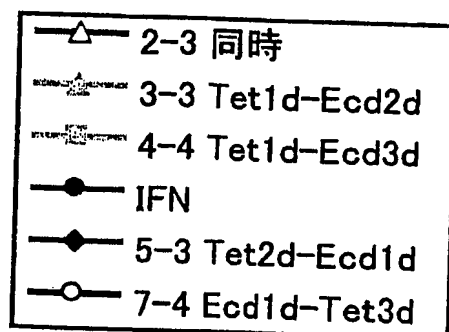 2-3 同時
3-3 Tet1d-Ecd2d
4-4 Tet1d-Ecd3d
IFN
5-3 Tet2d-Ecd1d
7-4 Ecd1d-Tet3d